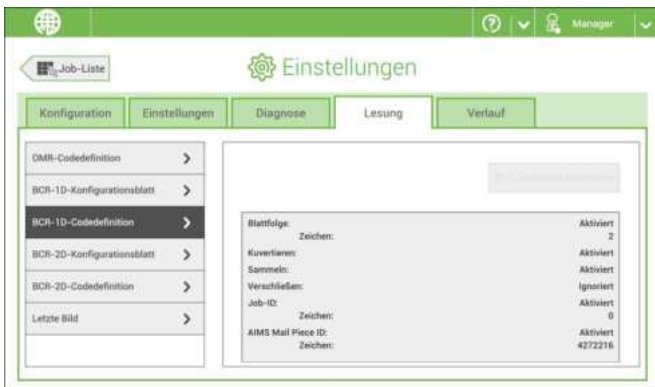 Manager
Job-Liste
Einstellungen
Konfiguration
Einstellungen
Diagnose
Lesung
Verlauf
OMR-Codedefinition
BCR-1D-Konfigurationsblatt
BCR-1D-Codedefinition
BCR-2D-Konfigurationsblatt
BCR-2D-Codedefinition
Letzte Bild
Blattfolge: Aktiviert
Zeichen: 2
Kuvertieren: Aktiviert
Sammeln: Aktiviert
Verschließen: Ignoriert
Job-ID: Aktiviert
Zeichen: 0
AIMS Mail Piece ID: Aktiviert
Zeichen: 4272216